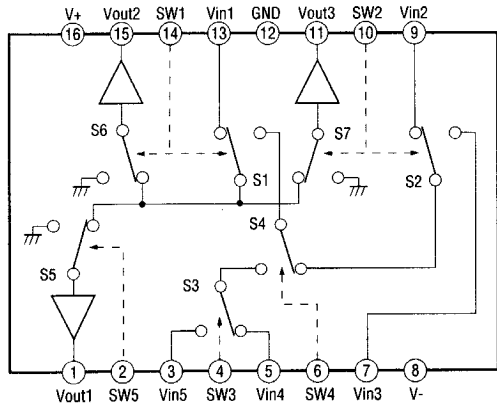 V+ Vout2 SW1 Vin1 GND Vout3 SW2 Vin2
16 15 14 13 12 11 10 9
S6 S7
S1 S2
S4
S5 S3
1 2 3 4 5 6 7 8
Vout1 SW5 Vin5 SW3 Vin4 SW4 Vin3 V-